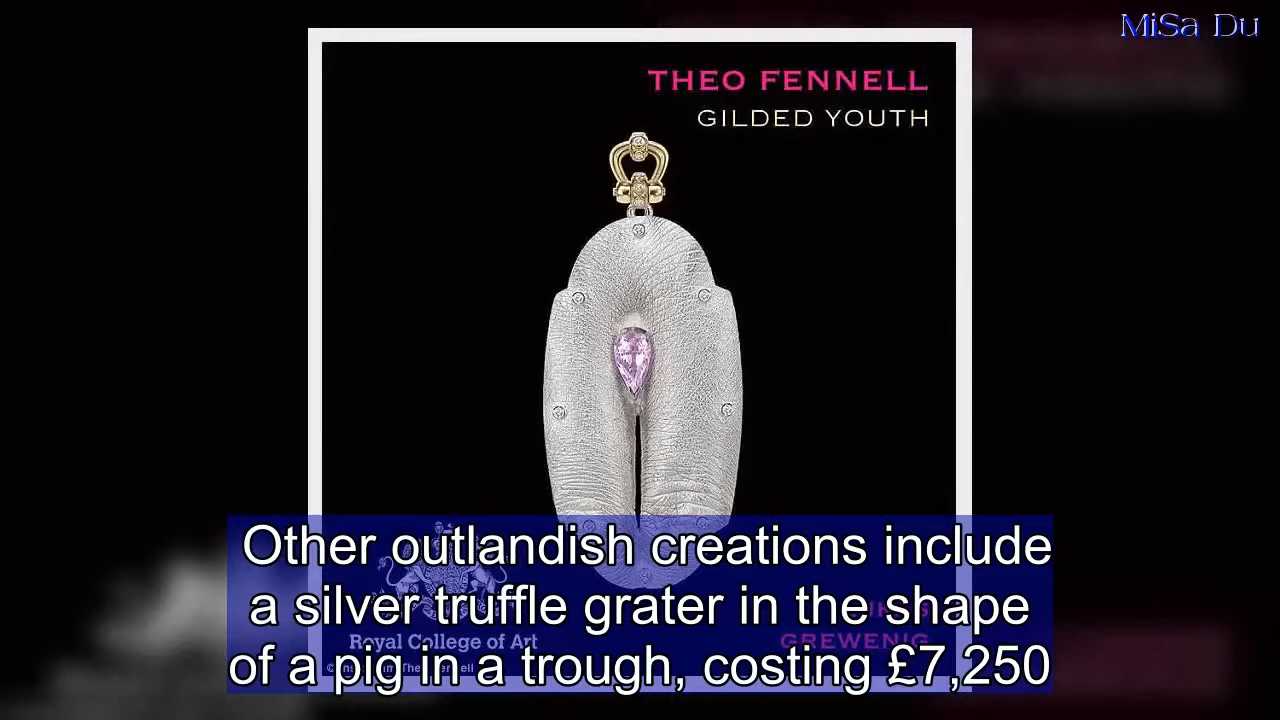 MiSa Du
THEO FENNELL
GILDED YOUTH
Other outlandish creations include
a silver truffle grater in the shape
Royal College of Art
GREWENIG
of a pig in a trough, costing £7,250